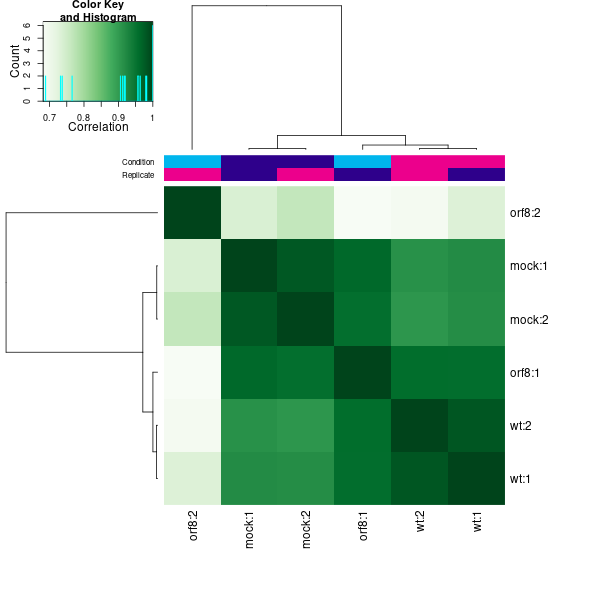 Color Key
and Histogram
Count
0 1 2 3 4 5 6
0.7 0.8 0.9 1
Correlation
Condition
Replicate
orf8:2
mock:1
mock:2
orf8:1
wt:2
wt:1
orf8:2 mock:1 mock:2 orf8:1 wt:2 wt:1